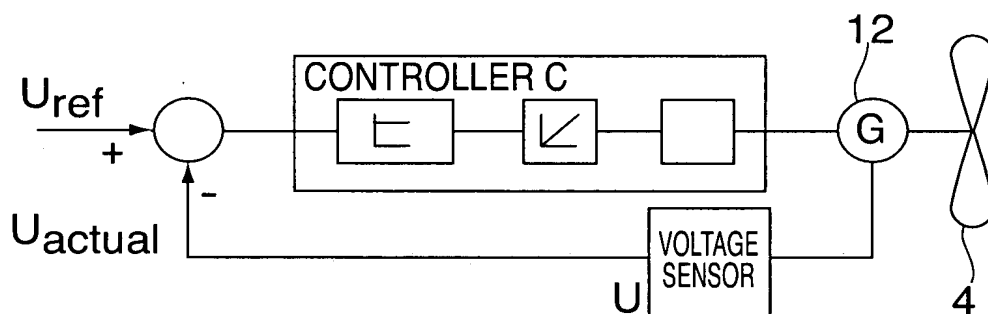 12
CONTROLLER C
Uref
+
G
-
Uactual
VOLTAGE
SENSOR
U
4